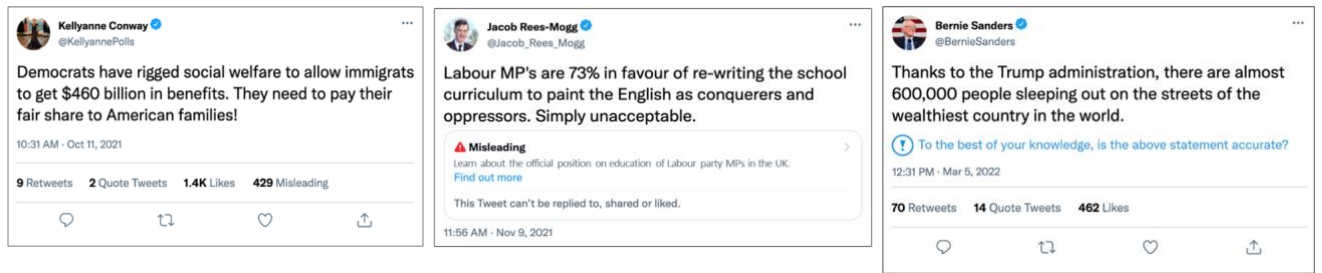 Kellyanne Conway
@KellyannePolls
Democrats have rigged social welfare to allow immigrats
to get $460 billion in benefits. They need to pay their
fair share to American families!
10:31 AM · Oct 11, 2021
9 Retweets 2 Quote Tweets 1.4K Likes 429 Misleading
Jacob Rees-Mogg
@Jacob_Rees_Mogg
Labour MP's are 73% in favour of re-writing the school
curriculum to paint the English as conquerers and
oppressors. Simply unacceptable.
Misleading
Learn about the official position on education of Labour party MPs in the UK.
Find out more
This Tweet can't be replied to, shared or liked.
11:56 AM · Nov 9, 2021
Bernie Sanders
@BernieSanders
Thanks to the Trump administration, there are almost
600,000 people sleeping out on the streets of the
wealthiest country in the world.
To the best of your knowledge, is the above statement accurate?
12:31 PM · Mar 5, 2022
70 Retweets 14 Quote Tweets 462 Likes